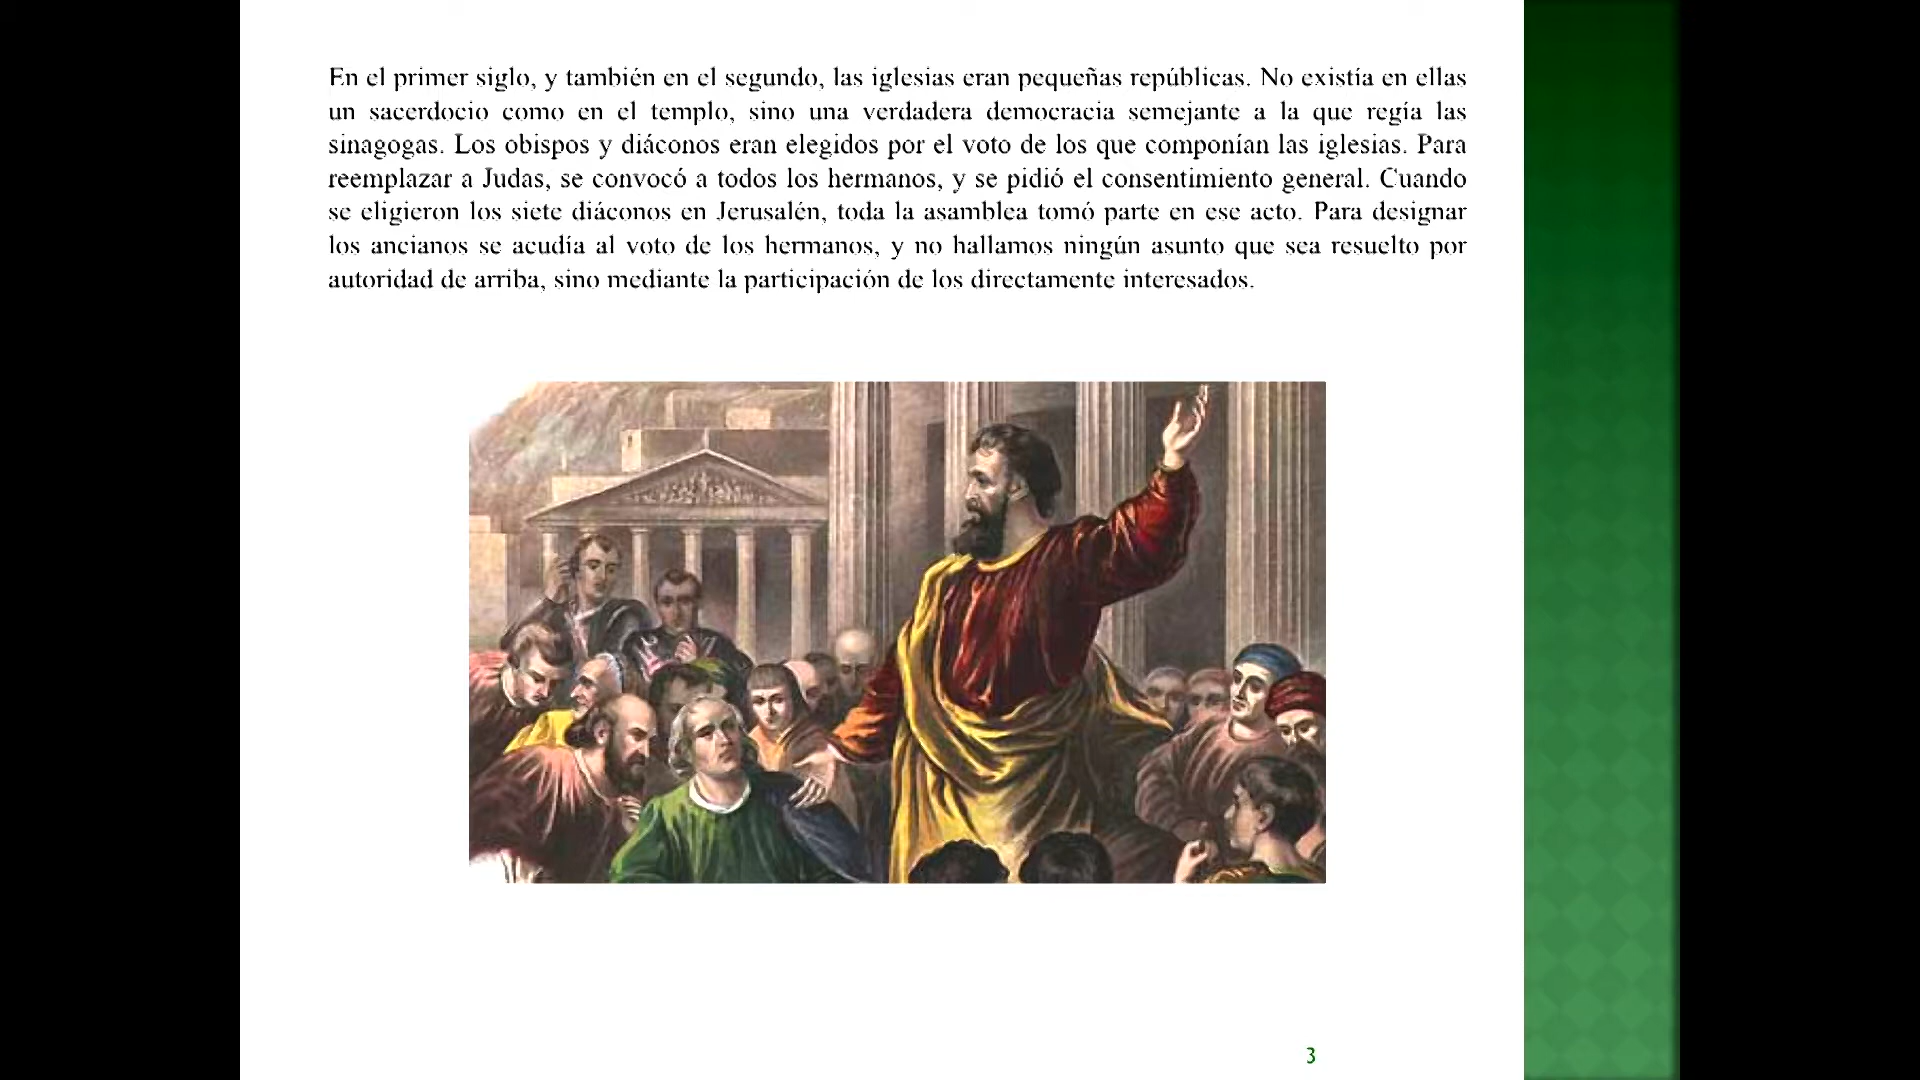 En el primer siglo, y también en el segundo, las iglesias eran pequeñas repúblicas. No existía en ellas
un sacerdocio como en el templo, sino una verdadera democracia semejante a la que regía las
sinagogas. Los obispos y diáconos eran elegidos por el voto de los que componían las iglesias. Para
reemplazar a Judas, se convocó a todos los hermanos, y se pidió el consentimiento general. Cuando
se eligieron los siete diáconos en Jerusalén, toda la asamblea tomó parte en ese acto. Para designar
los ancianos se acudía al voto de los hermanos, y no hallamos ningún asunto que sea resuelto por
autoridad de arriba, sino mediante la participación de los directamente interesados.
3